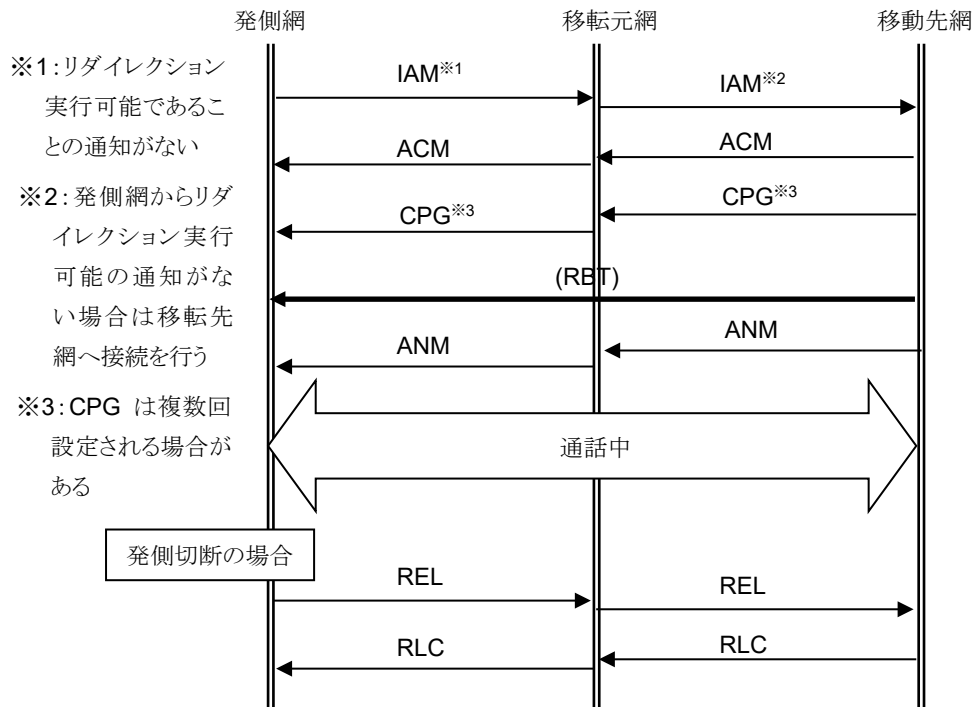 発側網 移転元網 移動先網
※1:リダイレクション
実行可能であるこ
との通知がない
※2:発側網からリダ
イレクション実行
可能の通知がな
い場合は移転先
網へ接続を行う
※3:CPG は複数回
設定される場合が
ある
IAM※1
IAM※2
ACM
ACM
CPG※3
CPG※3
(RBT)
ANM
ANM
通話中
発側切断の場合
REL
REL
RLC
RLC